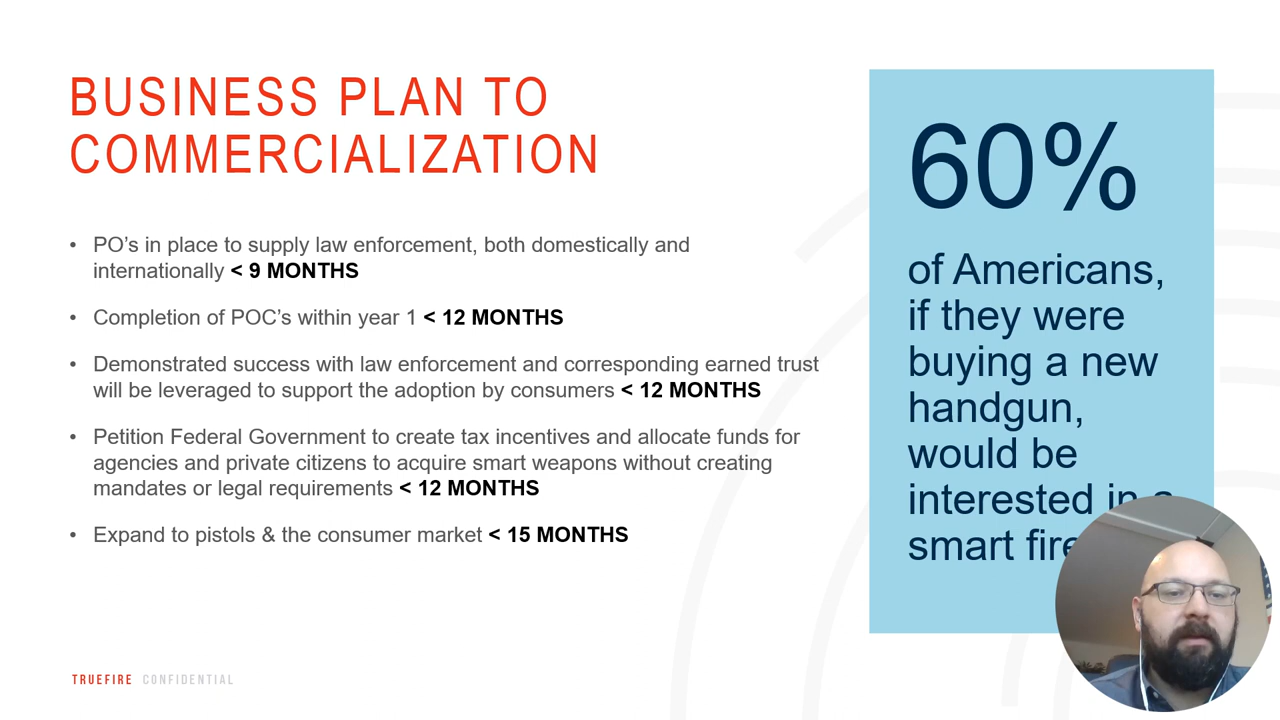 BUSINESS PLAN TO
COMMERCIALIZATION
• PO’s in place to supply law enforcement, both domestically and
internationally < 9 MONTHS
• Completion of POC’s within year 1 < 12 MONTHS
• Demonstrated success with law enforcement and corresponding earned trust
will be leveraged to support the adoption by consumers < 12 MONTHS
• Petition Federal Government to create tax incentives and allocate funds for
agencies and private citizens to acquire smart weapons without creating
mandates or legal requirements < 12 MONTHS
• Expand to pistols & the consumer market < 15 MONTHS
60%
of Americans,
if they were
buying a new
handgun,
would be
interested in a
smart
TRUEFIRE CONFIDENTIAL